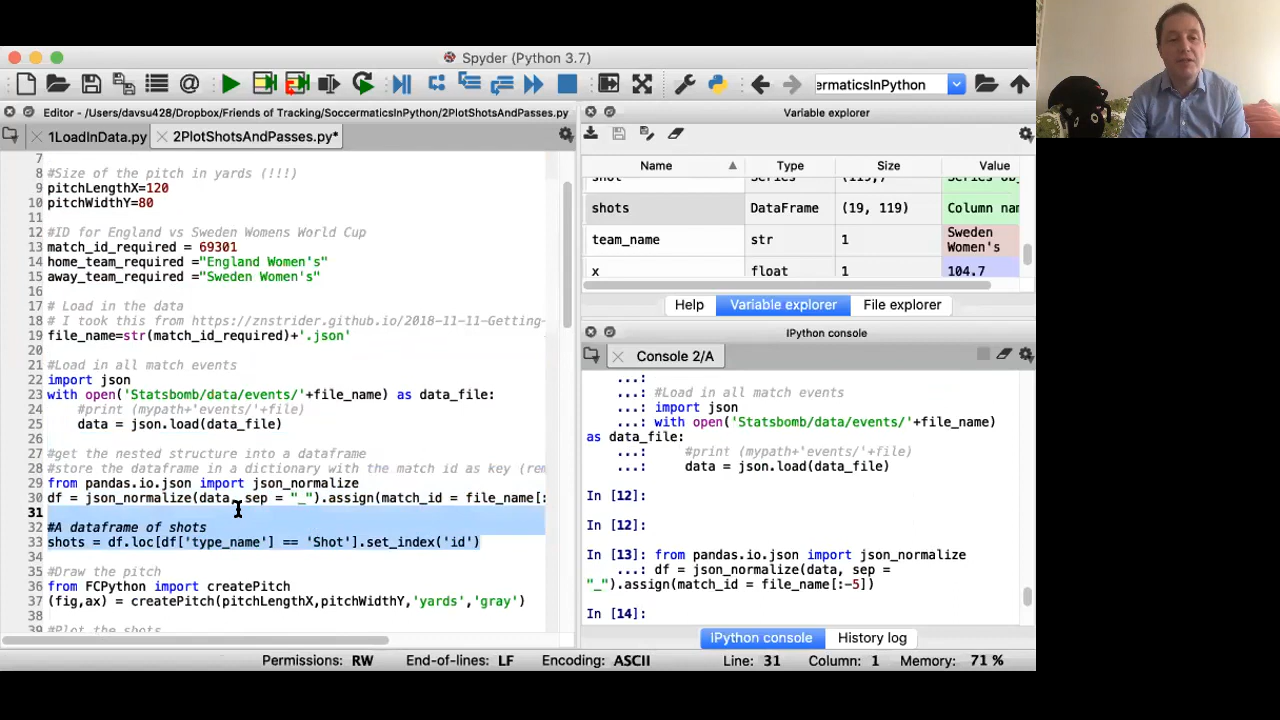 Spyder (Python 3.7)
ermaticsInPython
Editor - /Users/davsu428/Dropbox/Friends of Tracking/SoccermaticsInPython/2PlotShotsAndPasses.py
1LoadInData.py
2PlotShotsAndPasses.py*
7
8 #Size of the pitch in yards (!!!)
9 pitchLengthX=120
10 pitchWidthY=80
11
12 #ID for England vs Sweden Womens World Cup
13 match_id_required = 69301
14 home_team_required ="England Women's"
15 away_team_required ="Sweden Women's"
16
17 # Load in the data
18 # I took this from https://znstrider.github.io/2018-11-11-Getting-
19 file_name=str(match_id_required)+'.json'
20
21 #Load in all match events
22 import json
23 with open('Statsbomb/data/events/'+file_name) as data_file:
24 #print (mypath+'events/'+file)
25 data = json.load(data_file)
26
27 #get the nested structure into a dataframe
28 #store the dataframe in a dictionary with the match id as key (rem
29 from pandas.io.json import json_normalize
30 df = json_normalize(data, sep = "_").assign(match_id = file_name[:
31
32 #A dataframe of shots
33 shots = df.loc[df['type_name'] == 'Shot'].set_index('id')
34
35 #Draw the pitch
36 from FCPython import createPitch
37 (fig,ax) = createPitch(pitchLengthX,pitchWidthY,'yards','gray')
38
39 #Plot the shots
Variable explorer
Name Type Size Value
shot Series (119,) Series obj
shots DataFrame (19, 119) Column nam
team_name str 1 Sweden
Women's
x float 1 104.7
Help Variable explorer File explorer
IPython console
Console 2/A
...:
...: #Load in all match events
...: import json
...: with open('Statsbomb/data/events/'+file_name)
as data_file:
...: #print (mypath+'events/'+file)
...: data = json.load(data_file)
In [12]:
In [12]:
In [13]: from pandas.io.json import json_normalize
...: df = json_normalize(data, sep =
"_").assign(match_id = file_name[:-5])
In [14]:
IPython console History log
Permissions: RW End-of-lines: LF Encoding: ASCII Line: 31 Column: 1 Memory: 71 %